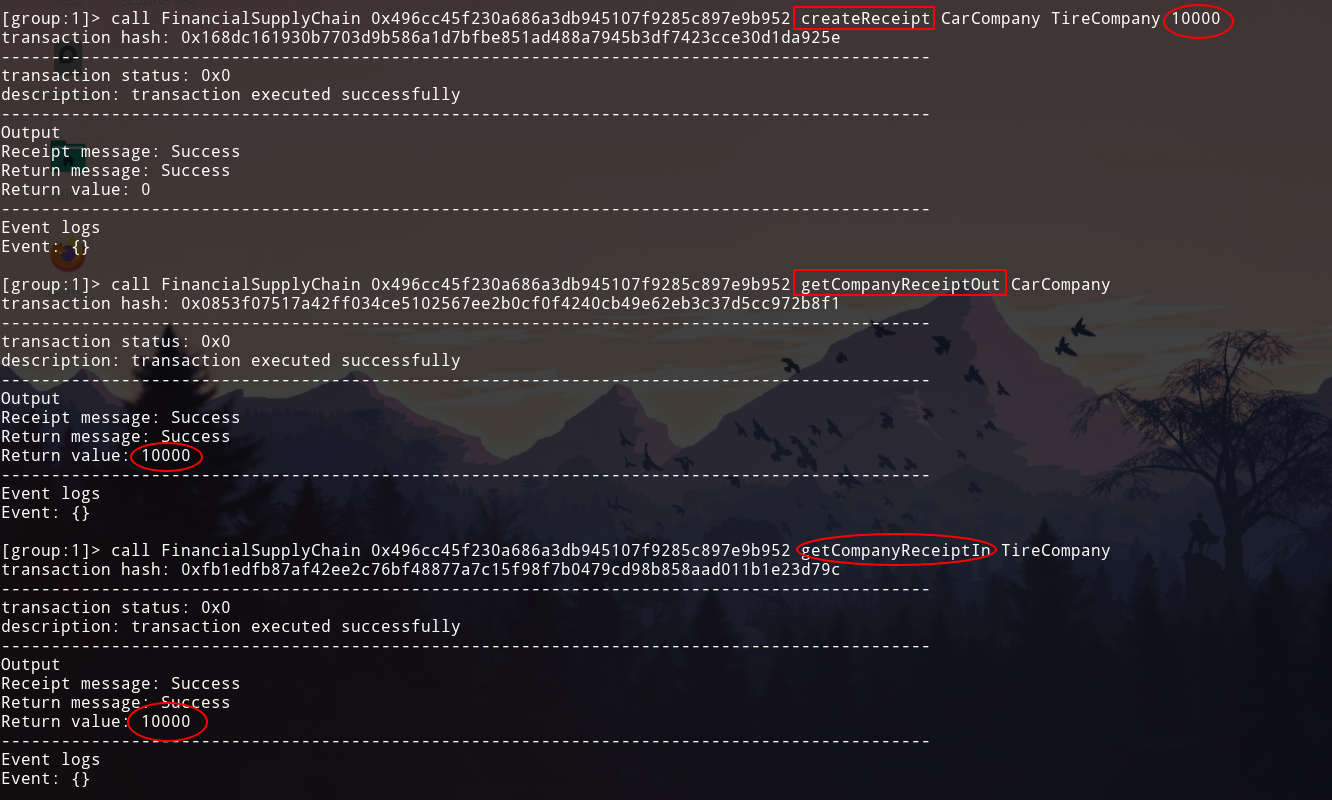 [group:1]> call FinancialSupplyChain 0x496cc45f230a686a3db945107f9285c897e9b952 createReceipt CarCompany TireCompany 10000
transaction hash: 0x168dc161930b7703d9b586a1d7bfbe851ad488a7945b3df7423cce30d1da925e
---------------------------------------------------------------------------------------------
transaction status: 0x0
description: transaction executed successfully
---------------------------------------------------------------------------------------------
Output
Receipt message: Success
Return message: Success
Return value: 0
---------------------------------------------------------------------------------------------
Event logs
Event: {}
[group:1]> call FinancialSupplyChain 0x496cc45f230a686a3db945107f9285c897e9b952 getCompanyReceiptOut CarCompany
transaction hash: 0x0853f07517a42ff034ce5102567ee2b0cf0f4240cb49e62eb3c37d5cc972b8f1
---------------------------------------------------------------------------------------------
transaction status: 0x0
description: transaction executed successfully
---------------------------------------------------------------------------------------------
Output
Receipt message: Success
Return message: Success
Return value: 10000
---------------------------------------------------------------------------------------------
Event logs
Event: {}
[group:1]> call FinancialSupplyChain 0x496cc45f230a686a3db945107f9285c897e9b952 getCompanyReceiptIn TireCompany
transaction hash: 0xfb1edfb87af42ee2c76bf48877a7c15f98f7b0479cd98b858aad011b1e23d79c
---------------------------------------------------------------------------------------------
transaction status: 0x0
description: transaction executed successfully
---------------------------------------------------------------------------------------------
Output
Receipt message: Success
Return message: Success
Return value: 10000
---------------------------------------------------------------------------------------------
Event logs
Event: {}